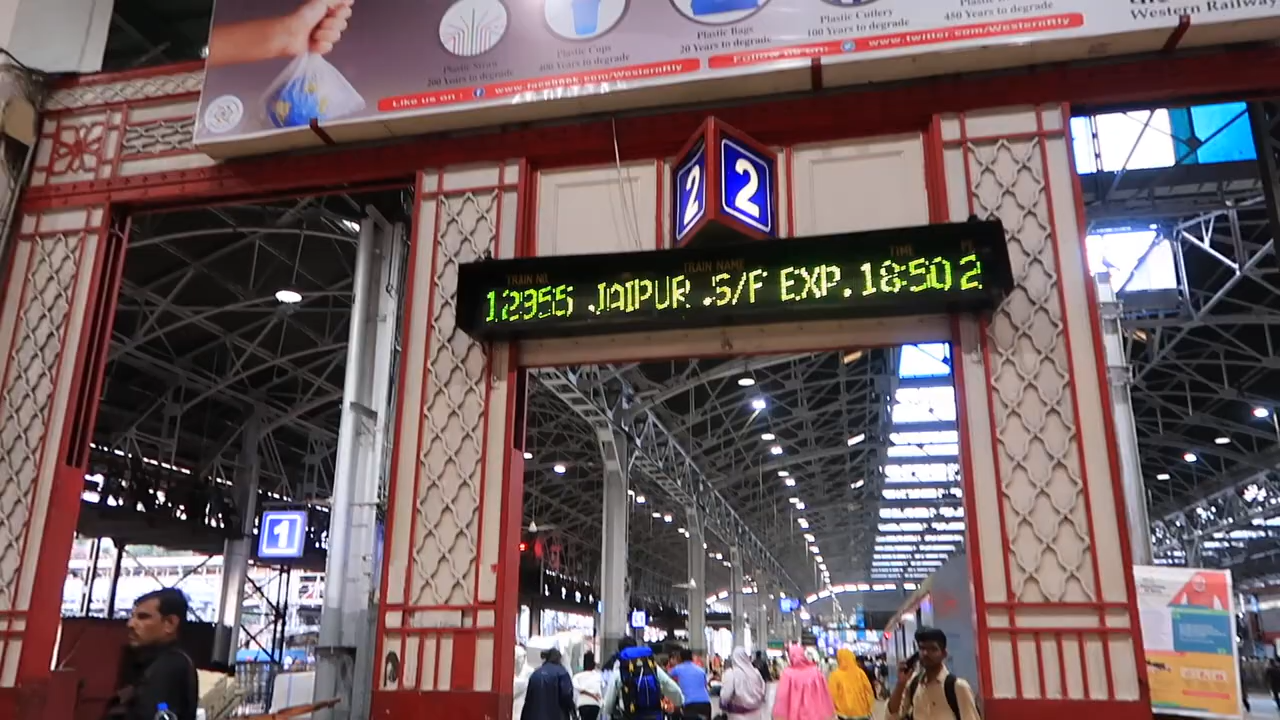 Plastic Straw
200 Years to degrade
Plastic Cups
400 Years to degrade
Plastic Bags
20 Years to degrade
Plastic Cutlery
100 Years to degrade
450 Years to degrade
Western Railway
Like us on : f www.facebook.com/WesternRly
Follow us on: www.twitter.com/WesternRly
2 2
TRAIN NO. TRAIN NAME TIME PF
12955 JAIPUR .S/F EXP. 18:50 2
1